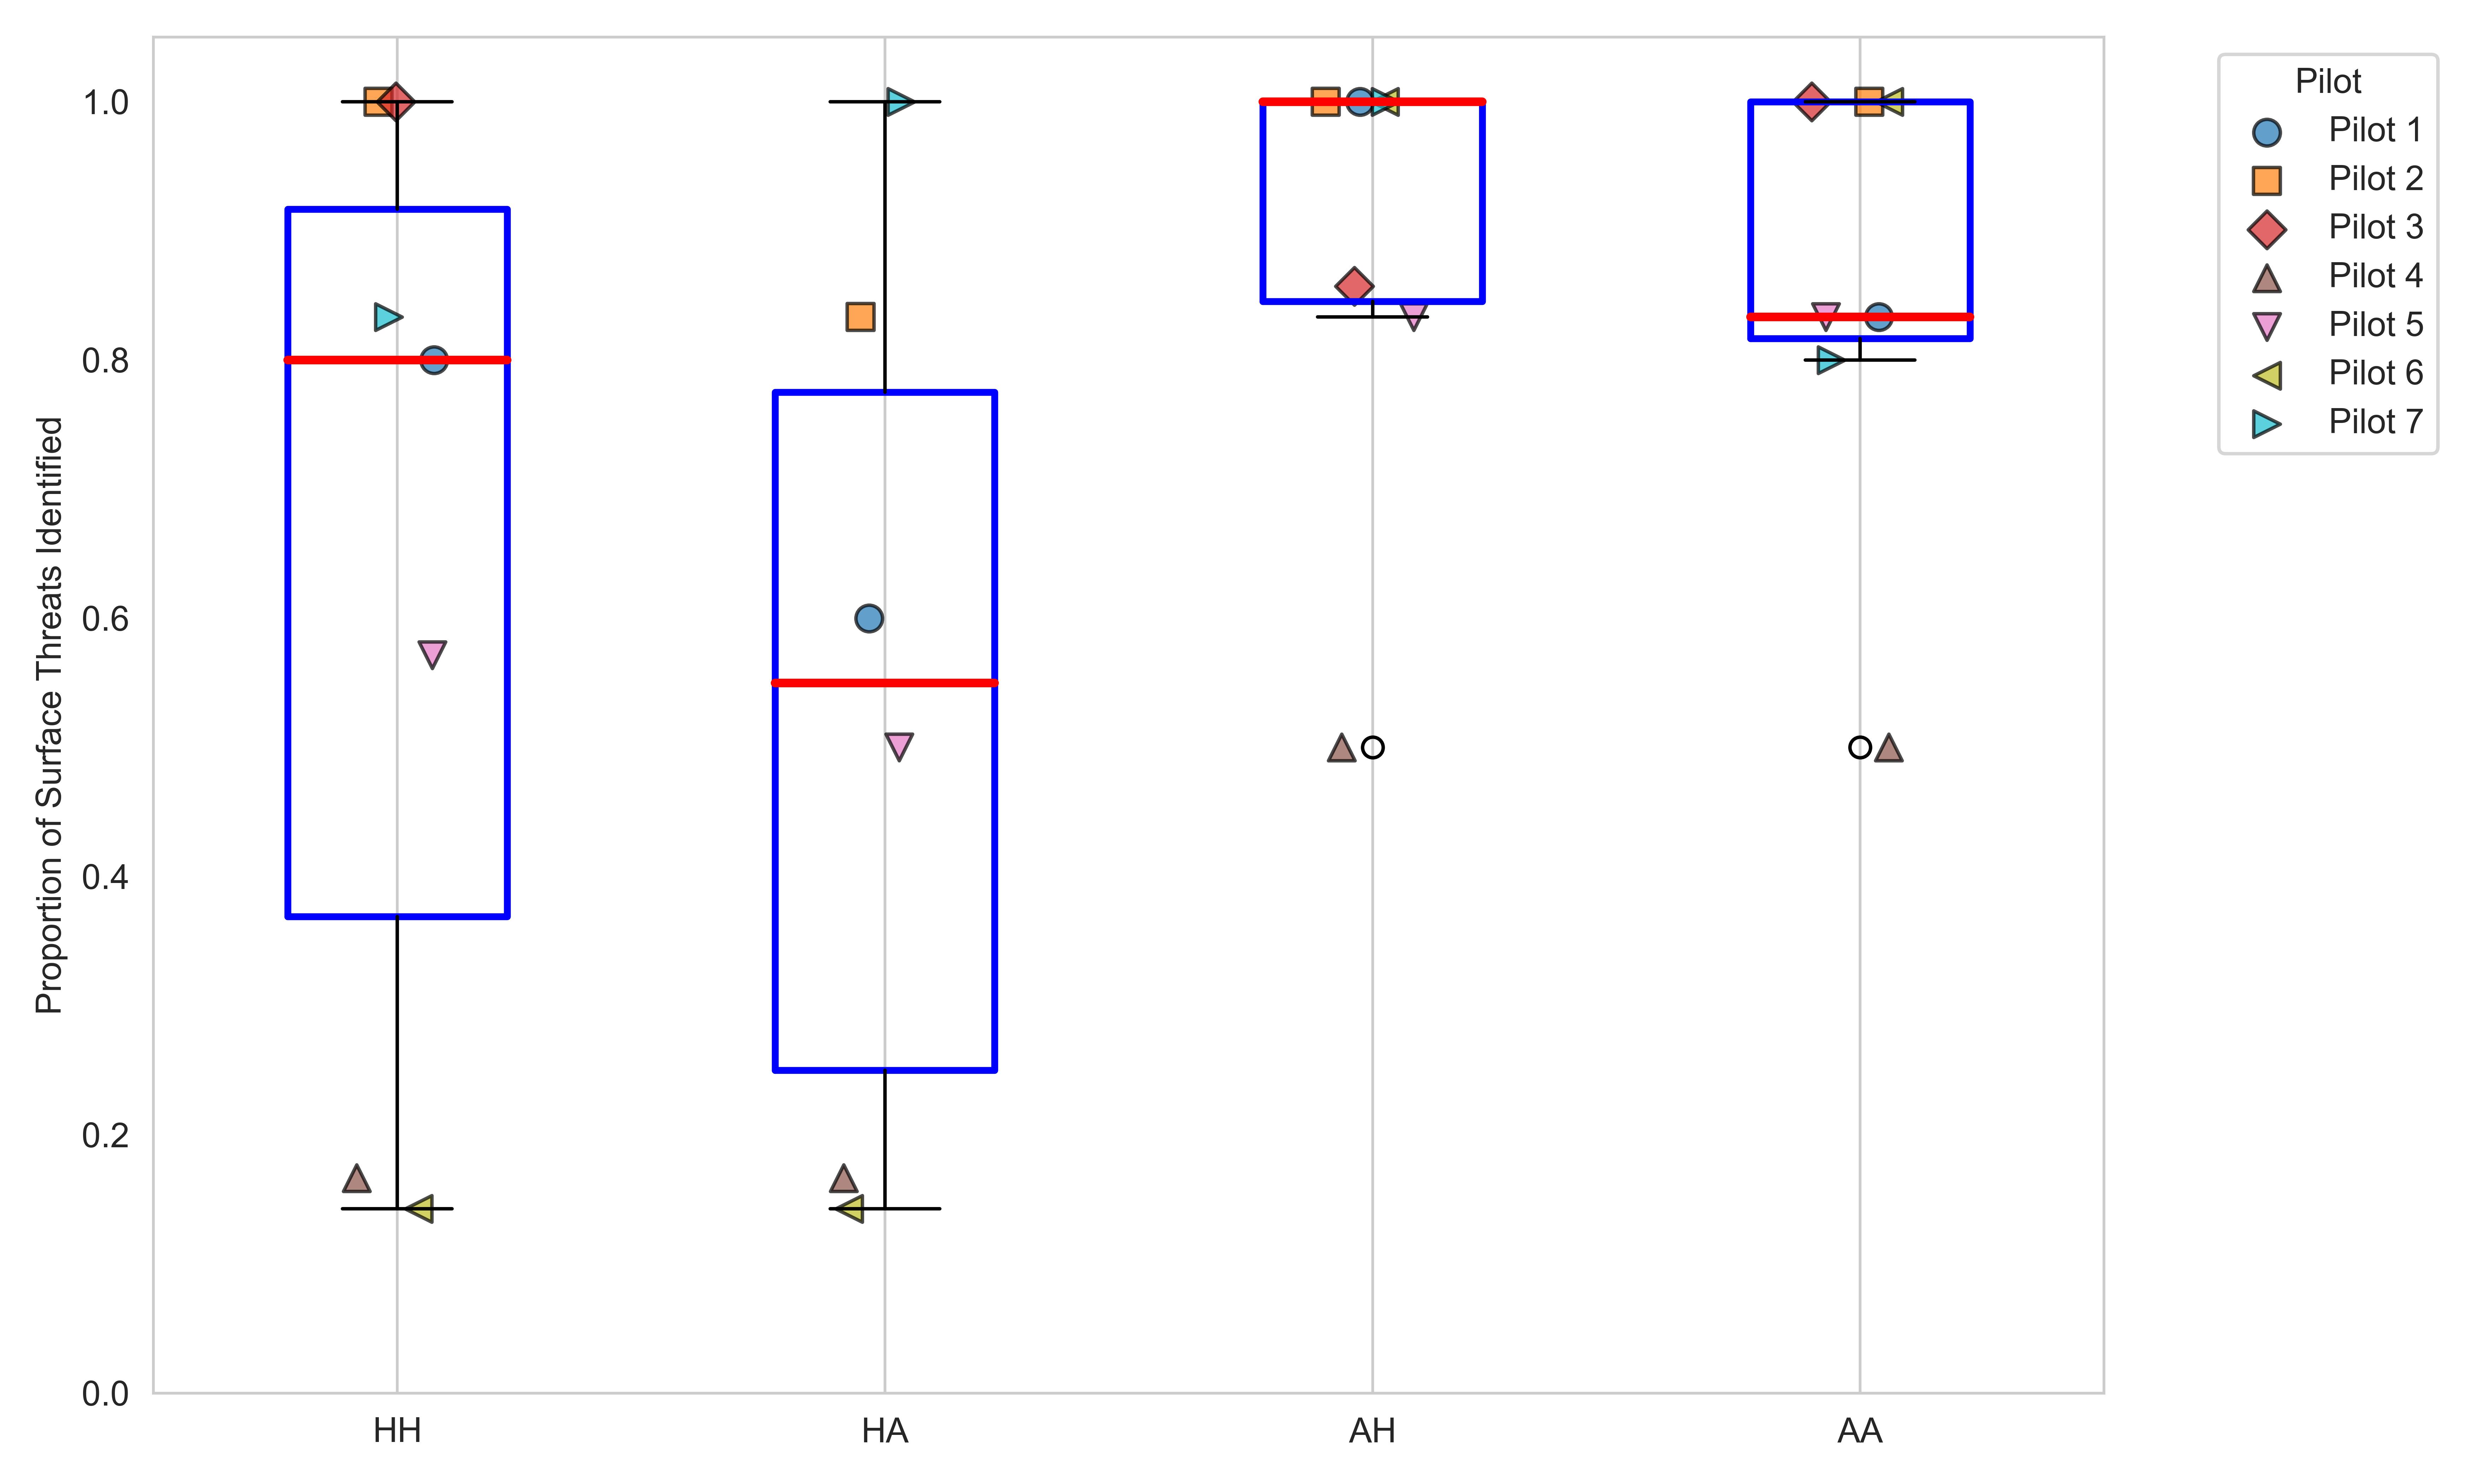 Proportion of Surface Threats Identified
1.0
0.8
0.6
0.4
0.2
0.0
HH
HA
AH
AA
Pilot
Pilot 1
Pilot 2
Pilot 3
Pilot 4
Pilot 5
Pilot 6
Pilot 7